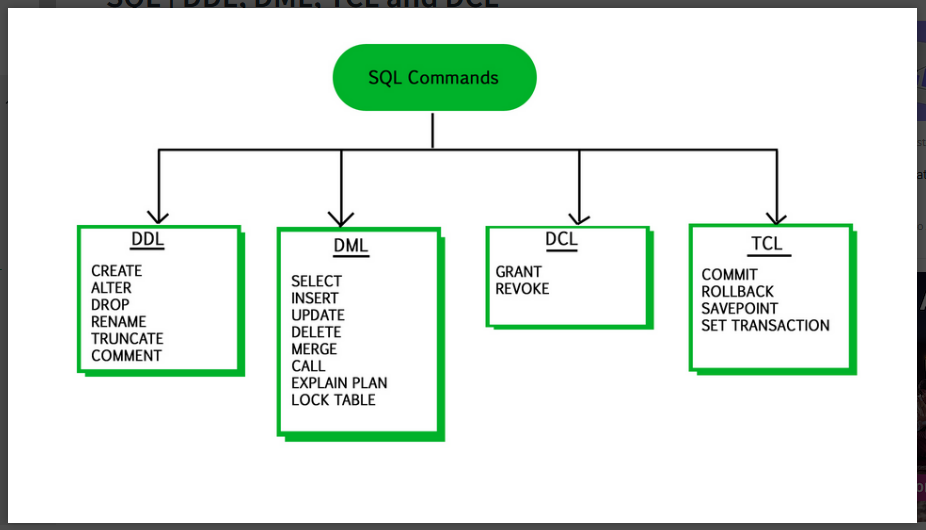 SQL | DDL, DML, TCL and DCL
SQL Commands
DDL
CREATE
ALTER
DROP
RENAME
TRUNCATE
COMMENT
DML
SELECT
INSERT
UPDATE
DELETE
MERGE
CALL
EXPLAIN PLAN
LOCK TABLE
DCL
GRANT
REVOKE
TCL
COMMIT
ROLLBACK
SAVEPOINT
SET TRANSACTION